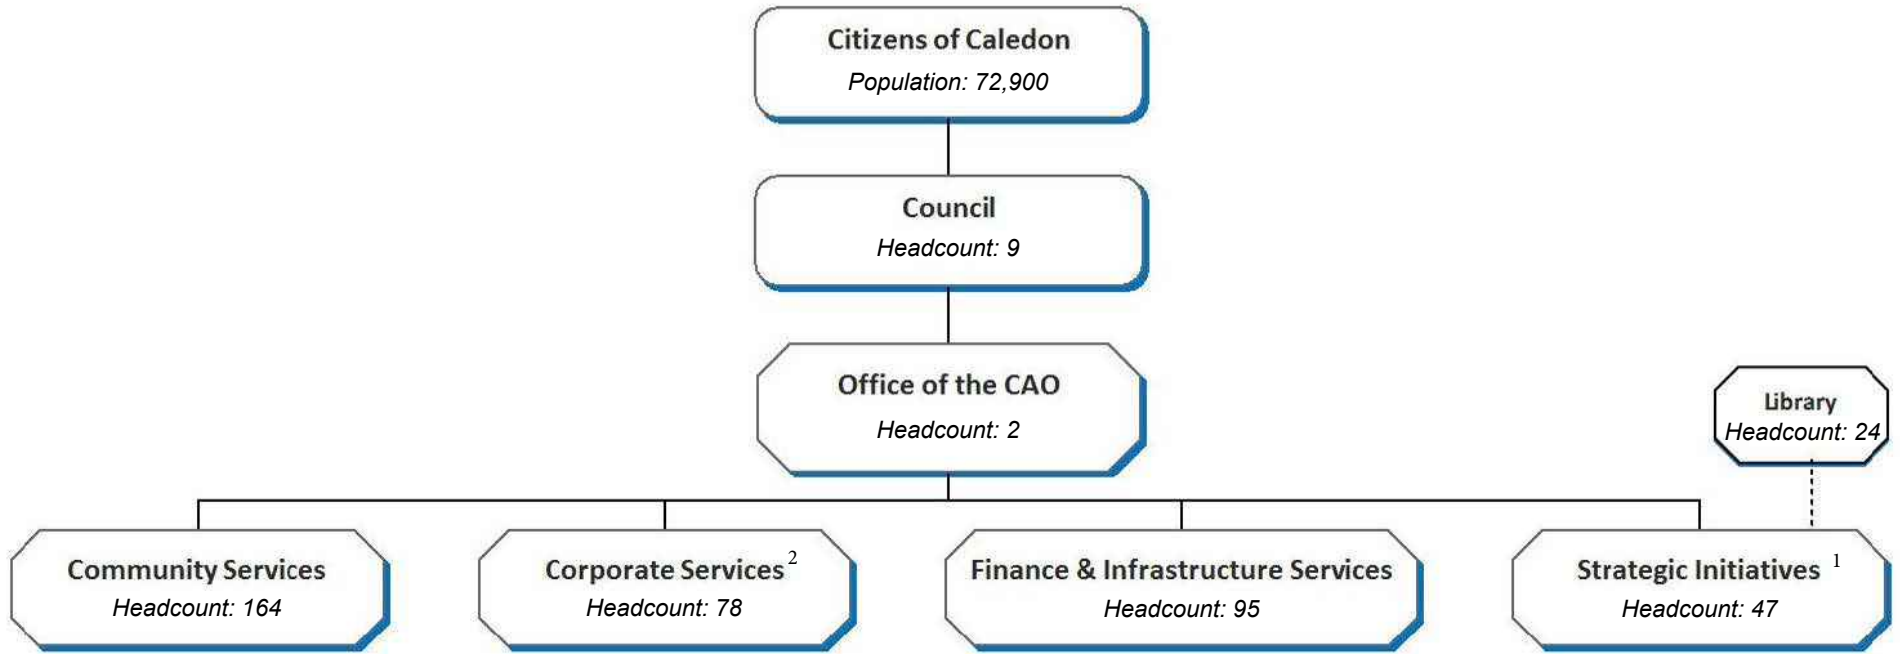 Citizens of Caledon
Population: 72,900
Council
Headcount: 9
Office of the CAO
Headcount: 2
Library
Headcount: 24
Community Services
Headcount: 164
Corporate Services 2
Headcount: 78
Finance & Infrastructure Services
Headcount: 95
Strategic Initiatives 1
Headcount: 47